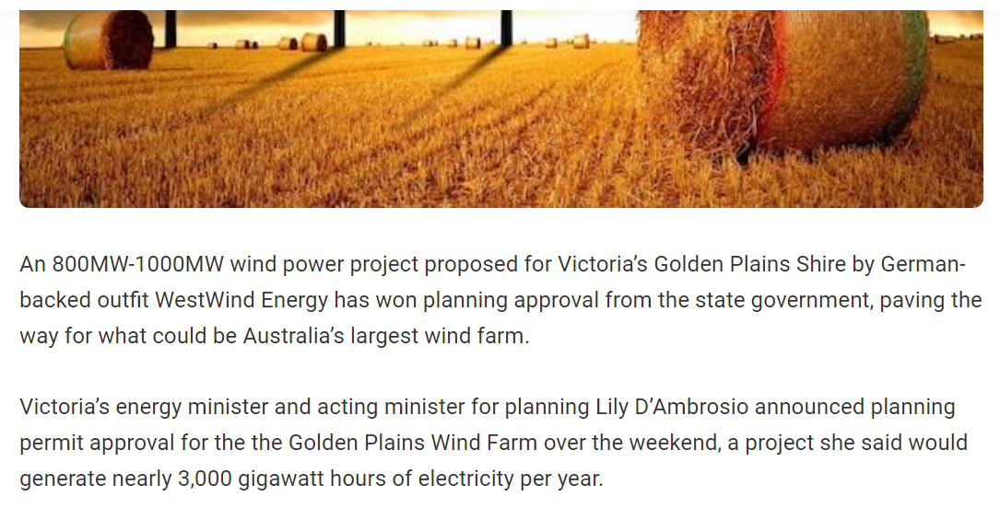 An 800MW-1000MW wind power project proposed for Victoria’s Golden Plains Shire by German-
backed outfit WestWind Energy has won planning approval from the state government, paving the
way for what could be Australia’s largest wind farm.
Victoria’s energy minister and acting minister for planning Lily D’Ambrosio announced planning
permit approval for the the Golden Plains Wind Farm over the weekend, a project she said would
generate nearly 3,000 gigawatt hours of electricity per year.